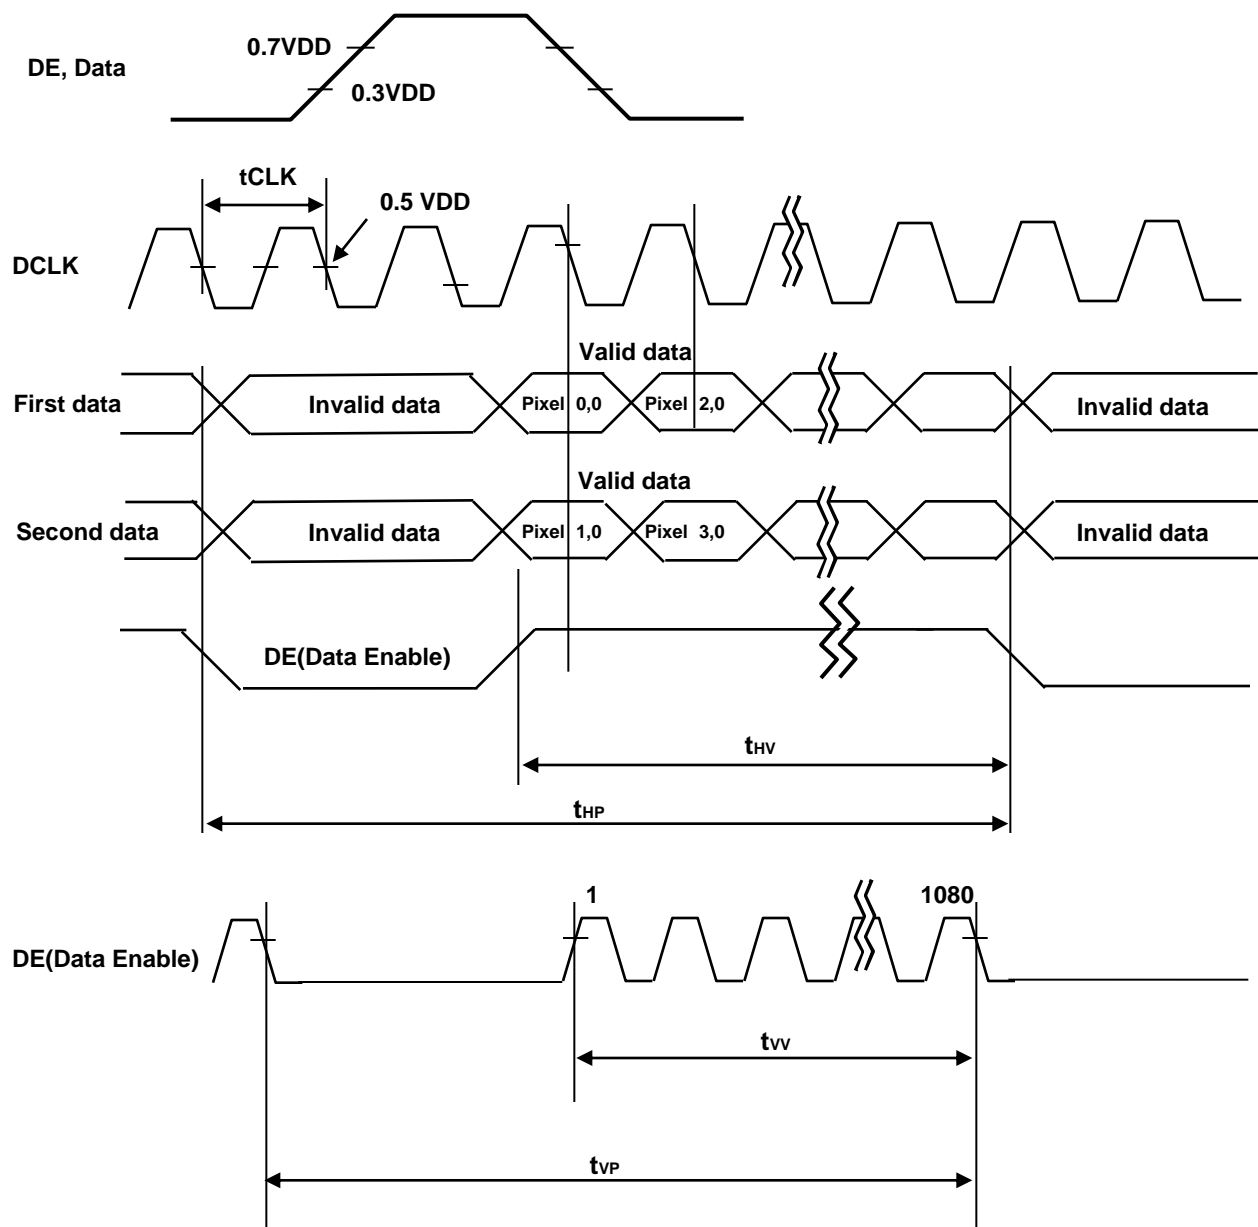 0.7VDD
DE, Data
0.3VDD
tCLK
0.5 VDD
DCLK
Valid data
First data
Invalid data
Pixel 0,0
Pixel 2,0
Invalid data
Valid data
Second data
Invalid data
Pixel 1,0
Pixel 3,0
Invalid data
DE(Data Enable)
tHV
tHP
1
1080
DE(Data Enable)
tVV
tVP